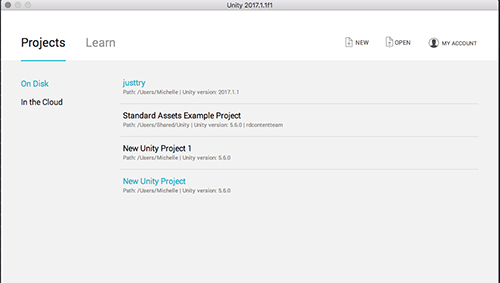 Unity 2017.1.1f1
Projects Learn NEW OPEN MY ACCOUNT
On Disk
In the Cloud
justtry
Path: /Users/Michelle | Unity version: 2017.1.1
Standard Assets Example Project
Path: /Users/Shared/Unity | Unity version: 5.6.0 | rdcontentteam
New Unity Project 1
Path: /Users/Michelle | Unity version: 5.6.0
New Unity Project
Path: /Users/Michelle | Unity version: 5.6.0